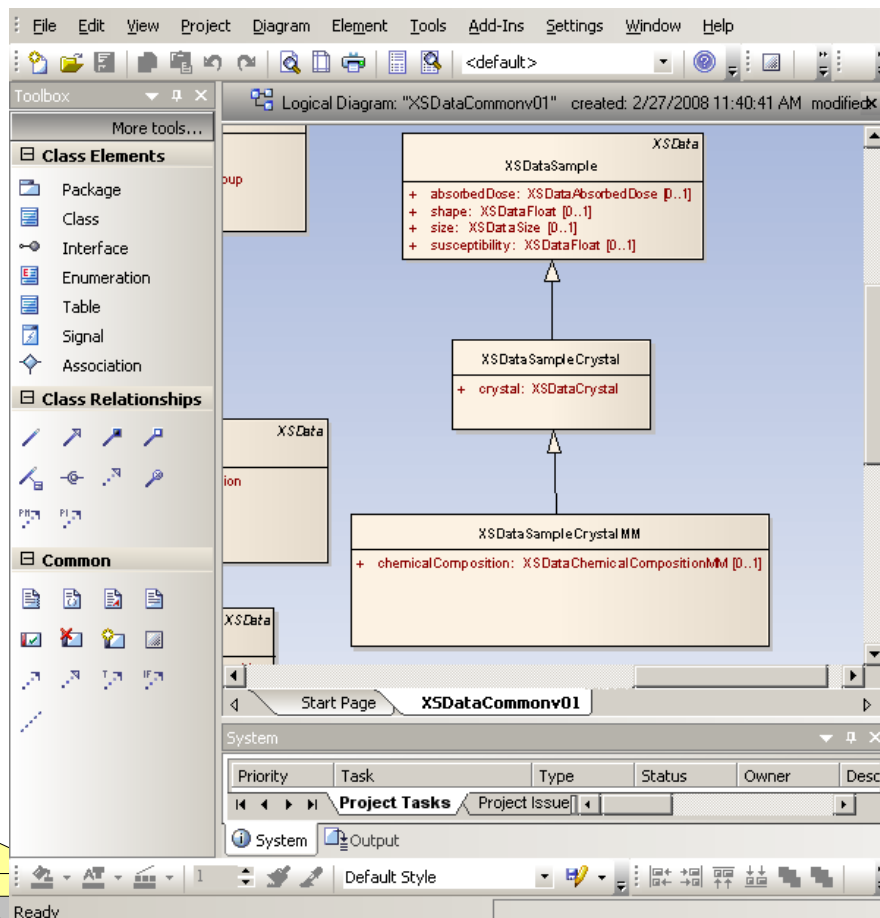 File Edit View Project Diagram Element Tools Add-Ins Settings Window Help
<default>
Toolbox
Logical Diagram: "XSDataCommonv01" created: 2/27/2008 11:40:41 AM modified
More tools...
Class Elements
Package
Class
Interface
Enumeration
Table
Signal
Association
Class Relationships
Common
oup
XSData
XSDataSample
+ absorbedDose: XSDataAbsorbedDose [0..1]
+ shape: XSDataFloat [0..1]
+ size: XSDataSize [0..1]
+ susceptibility: XSDataFloat [0..1]
XSDataSampleCrystal
+ crystal: XSDataCrystal
XSData
ion
XSDataSampleCrystalMM
+ chemicalComposition: XSDataChemicalCompositionMM [0..1]
XSData
Start Page XSDataCommonv01
System
Priority Task Type Status Owner Desc
Project Tasks Project Issue
System Output
1 Default Style
Ready